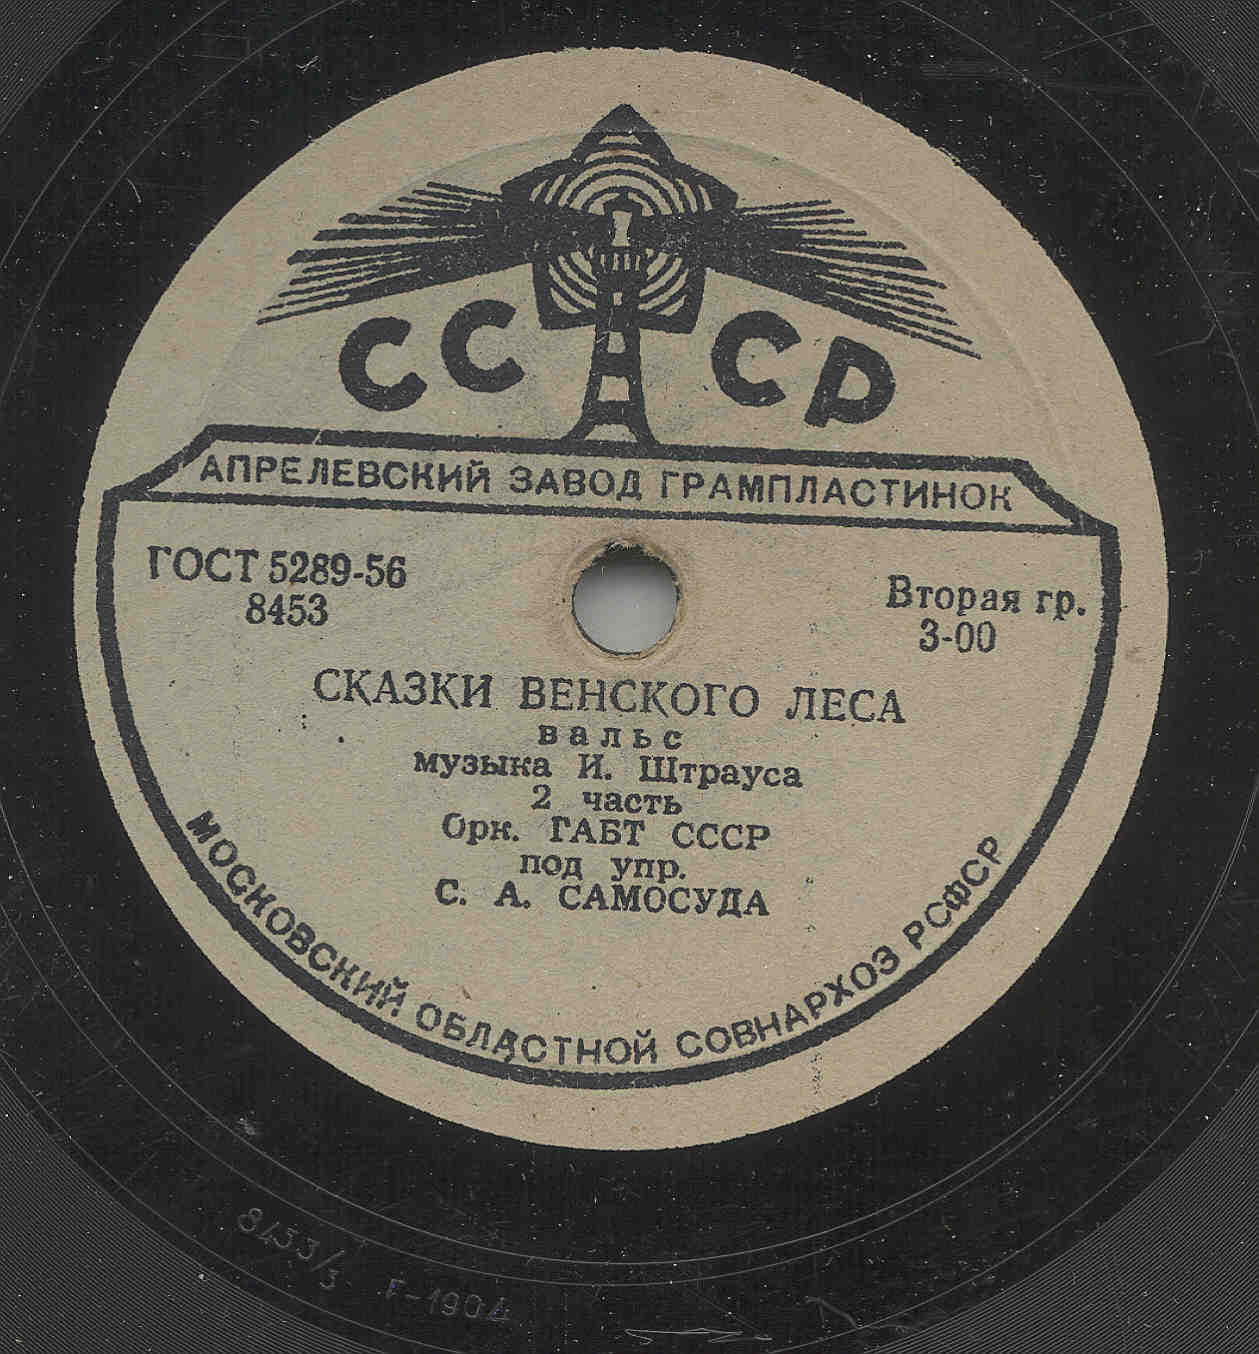 СССР
АПРЕЛЕВСКИЙ ЗАВОД ГРАМПЛАСТИНОК
ГОСТ 5289-56
8453
Вторая гр.
3-00
СКАЗКИ ВЕНСКОГО ЛЕСА
вальс
музыка И. Штрауса
2 часть
Орк. ГАБТ СССР
под упр.
С. А. САМОСУДА
МОСКОВСКИЙ ОБЛАСТНОЙ СОВНАРХОЗ РСФСР
8453/3 Г-1904